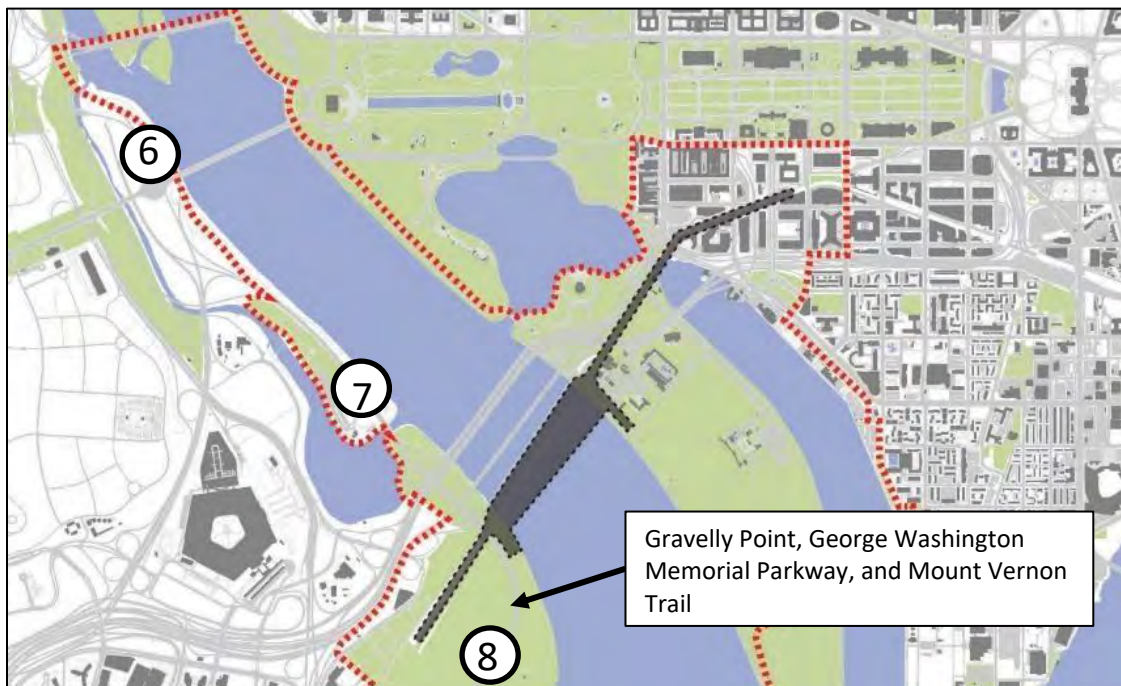 6
7
Gravelly Point, George Washington
Memorial Parkway, and Mount Vernon
Trail
8